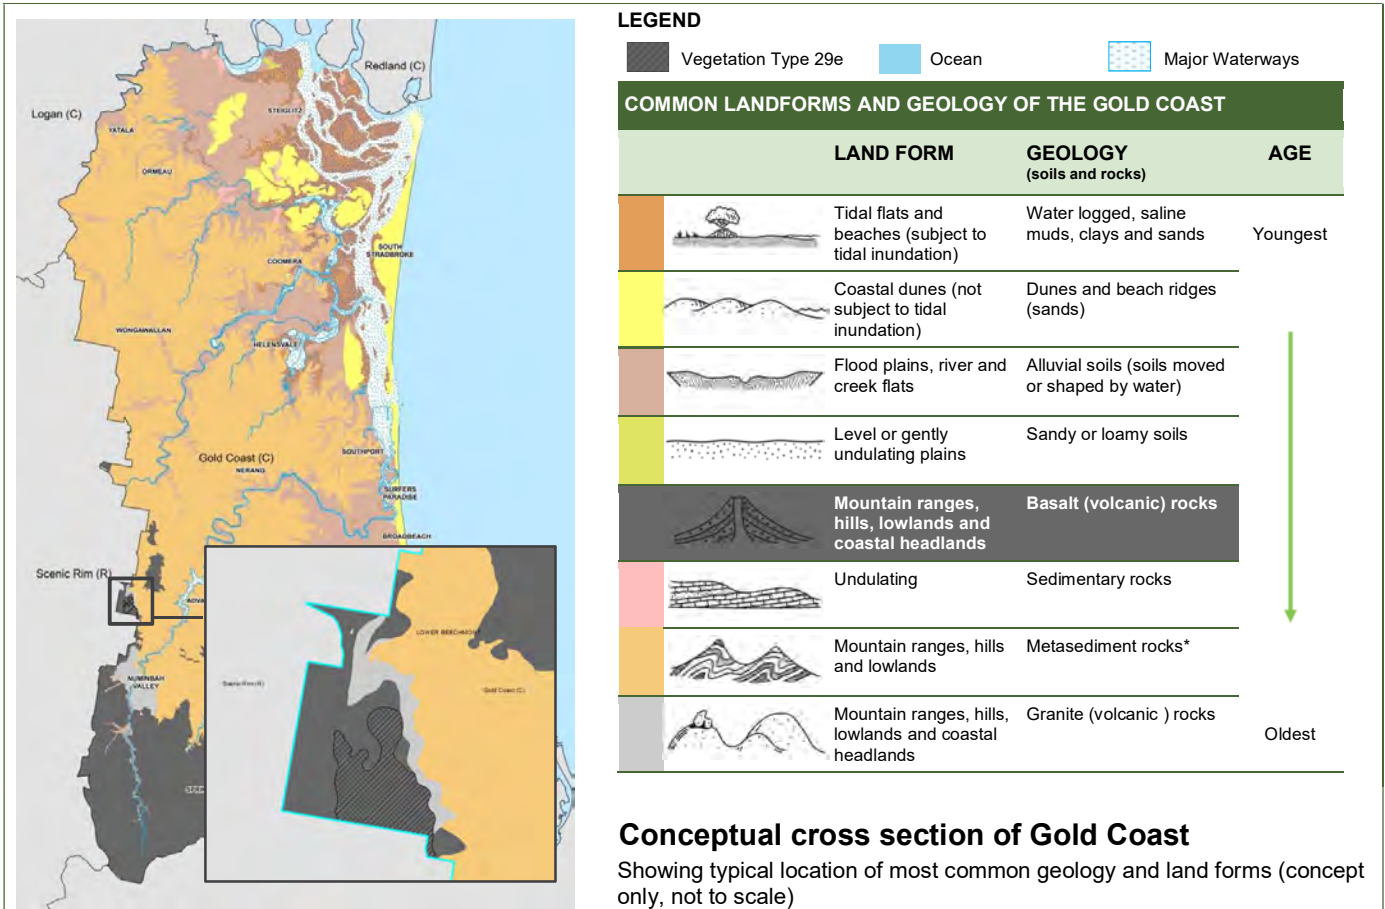 LEGEND
Vegetation Type 29e
Ocean
Major Waterways
COMMON LANDFORMS AND GEOLOGY OF THE GOLD COAST
LAND FORM
GEOLOGY
(soils and rocks)
AGE
Tidal flats and
beaches (subject to
tidal inundation)
Water logged, saline
muds, clays and sands
Youngest
Coastal dunes (not
subject to tidal
inundation)
Dunes and beach ridges
(sands)
Flood plains, river and
creek flats
Alluvial soils (soils moved
or shaped by water)
Level or gently
undulating plains
Sandy or loamy soils
Mountain ranges,
hills, lowlands and
coastal headlands
Basalt (volcanic) rocks
Undulating
Sedimentary rocks
Mountain ranges, hills
and lowlands
Metasediment rocks*
Mountain ranges, hills,
lowlands and coastal
headlands
Granite (volcanic ) rocks
Oldest
Conceptual cross section of Gold Coast
Showing typical location of most common geology and land forms (concept
only, not to scale)
Redland (C)
Logan (C)
STEIGLITZ
YATALA
ORMEAU
SOUTH
STRADBROKE
COOMERA
WONGAWALLAN
HELENSVALE
Gold Coast (C)
NERANG
SOUTHPORT
SURFERS
PARADISE
BROADBEACH
Scenic Rim (R)
NUMINBAH
VALLEY
LOWER BEECHMONT
Scenic Rim (R)
Gold Coast (C)